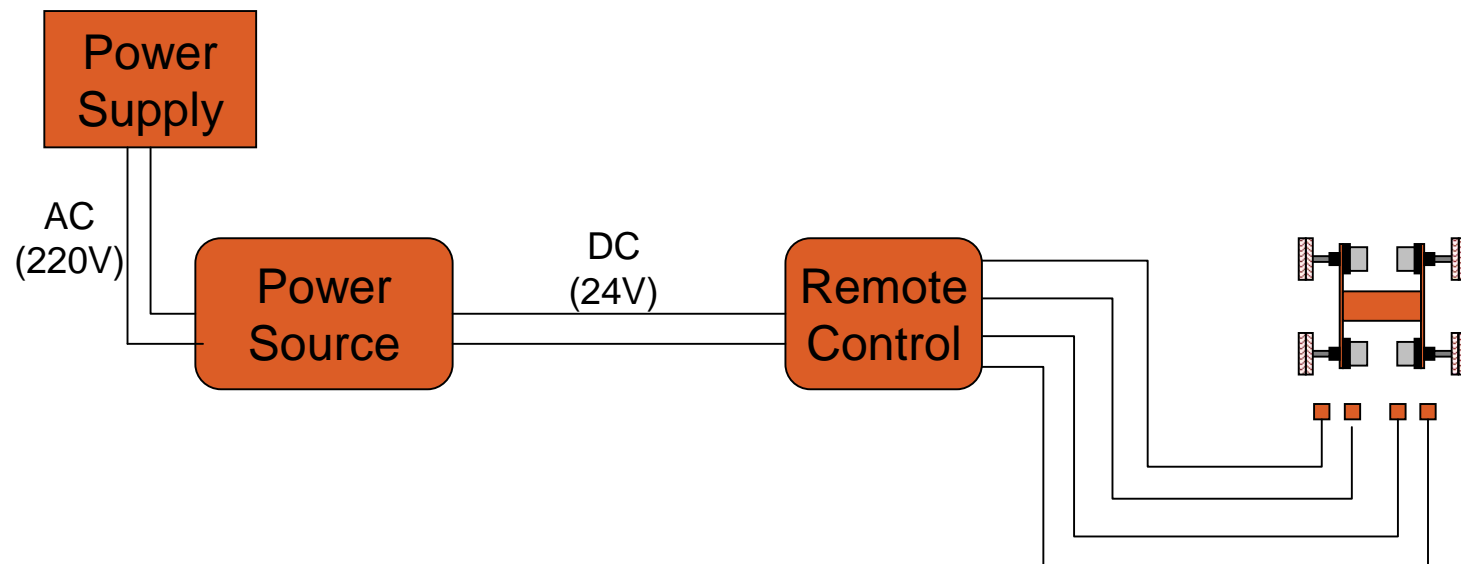 Power
Supply
AC
(220V)
Power
Source
DC
(24V)
Remote
Control